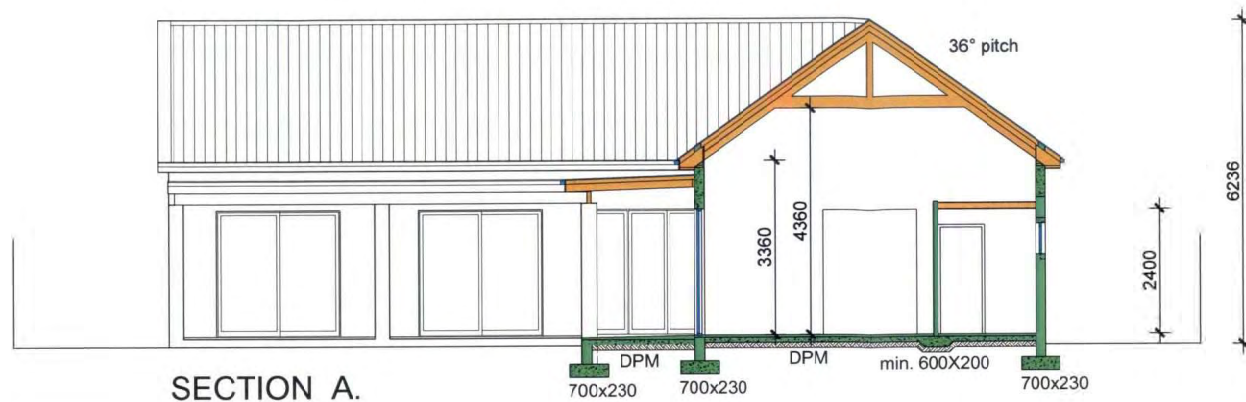 36° pitch
6236
4360
3360
2400
DPM
DPM
min. 600X200
700x230
700x230
700x230
SECTION A.